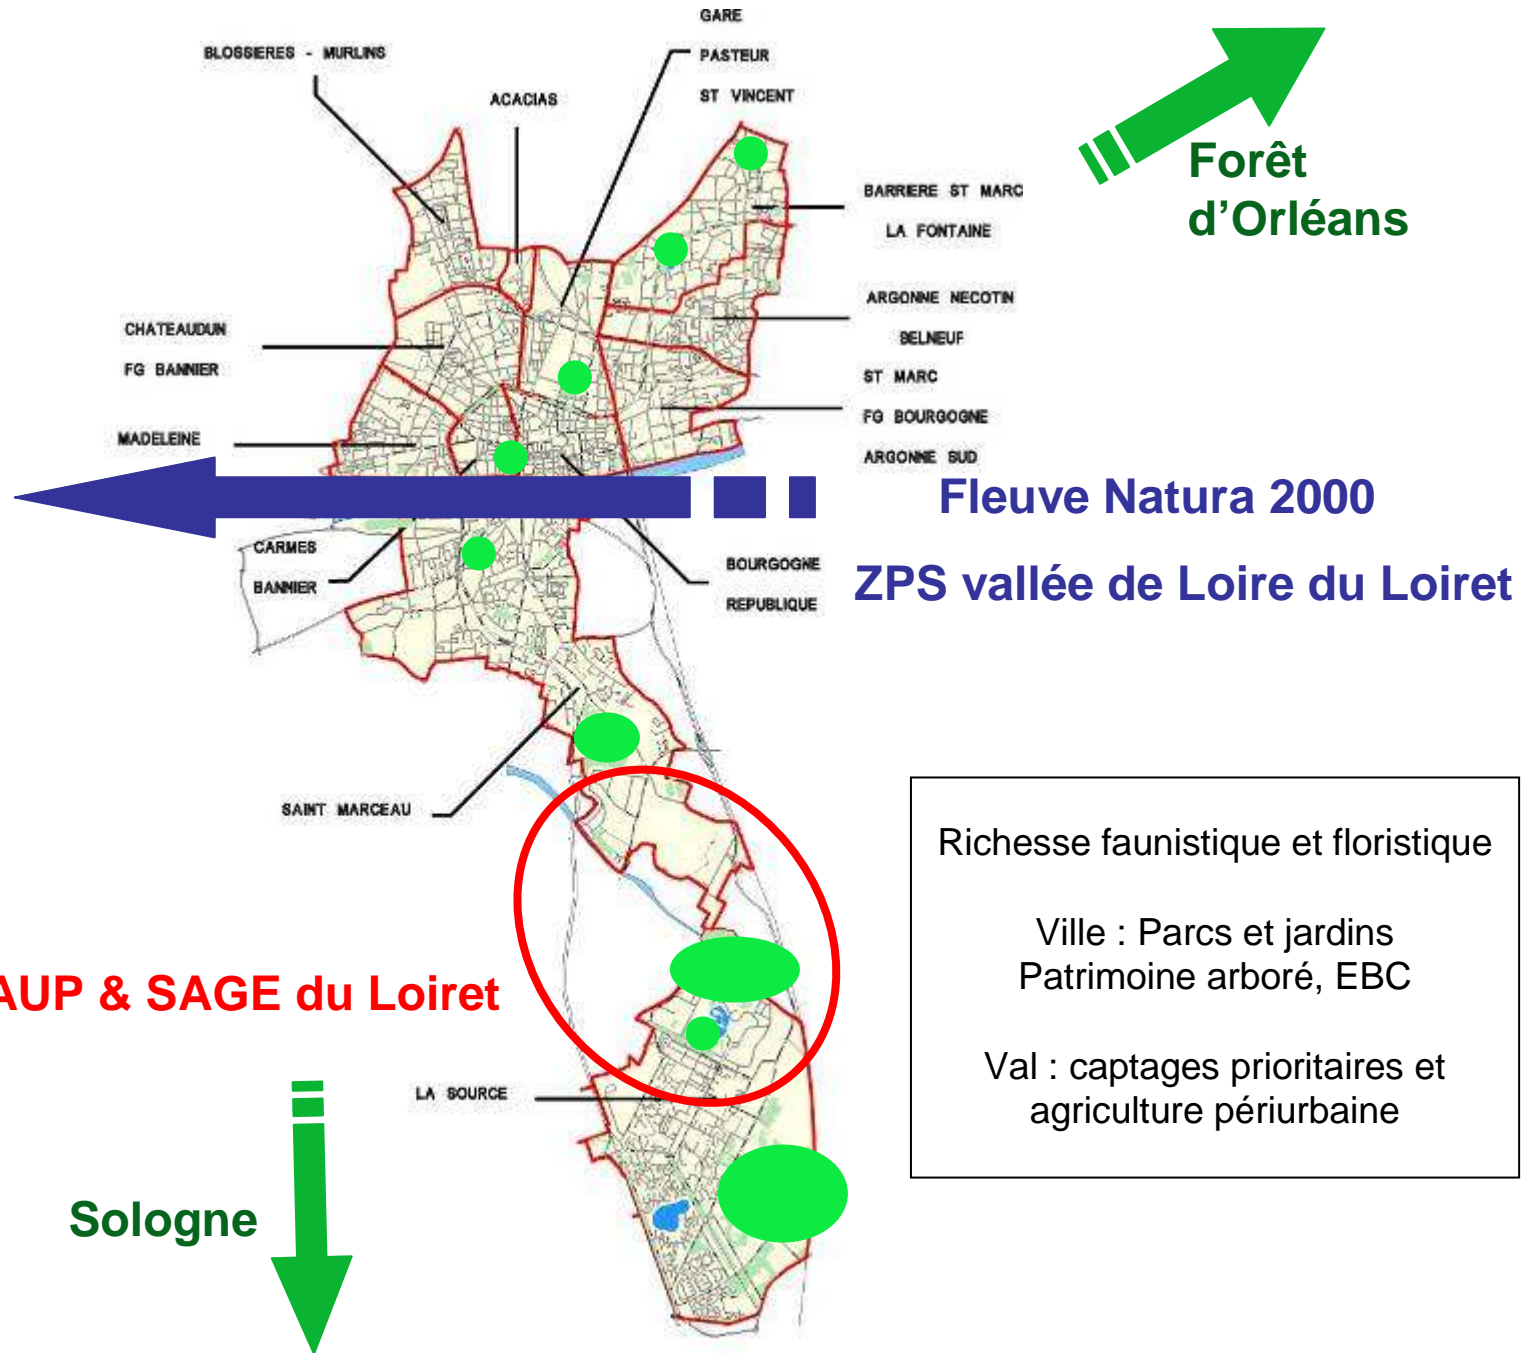 GARE
PASTEUR
ST VINCENT
BLOSSIERES - MURLINS
ACACIAS
Forêt
d'Orléans
BARRIERE ST MARC
LA FONTAINE
ARGONNE NECOTIN
BELNEUF
CHATEAUDUN
FG BANNIER
ST MARC
FG BOURGOGNE
ARGONNE SUD
MADELEINE
Fleuve Natura 2000
CARMES
BANNIER
BOURGOGNE
REPUBLIQUE
ZPS vallée de Loire du Loiret
SAINT MARCEAU
Richesse faunistique et floristique
Ville : Parcs et jardins
Patrimoine arboré, EBC
Val : captages prioritaires et
agriculture périurbaine
& SAGE du Loiret
LA SOURCE
Sologne